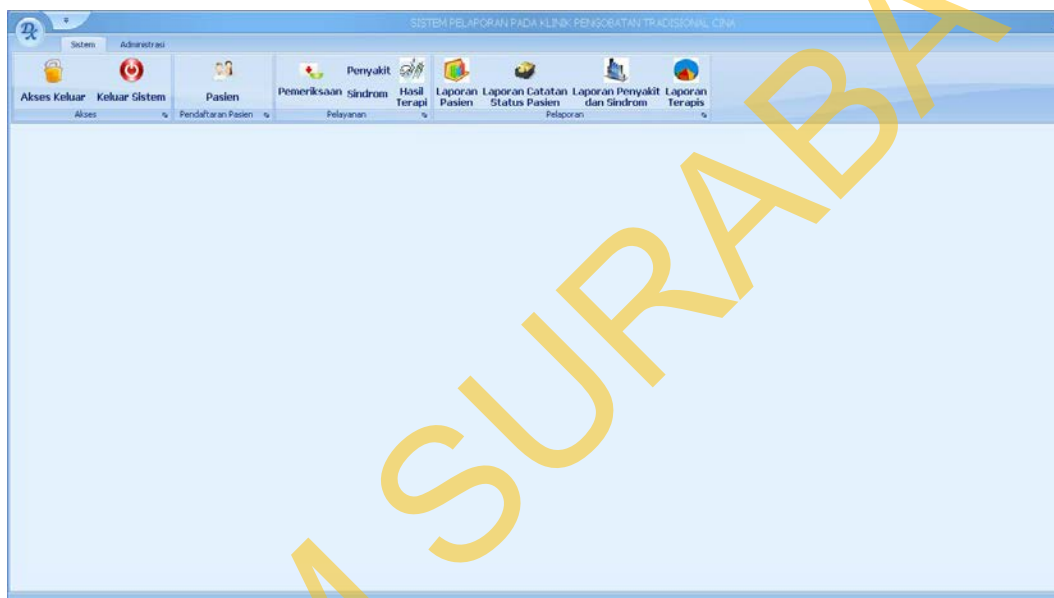 SISTEM PELAPORAN PADA KLINIK PENGOBATAN TRADISIONAL CINA
Sistem Administrasi
Akses Keluar Keluar Sistem Pasien Pemeriksaan Penyakit Sindrom Hasil Terapi Laporan Pasien Laporan Catatan Status Pasien Laporan Penyakit dan Sindrom Laporan Terapis
Akses Pendaftaran Pasien Pelayanan Pelaporan
M SURABA